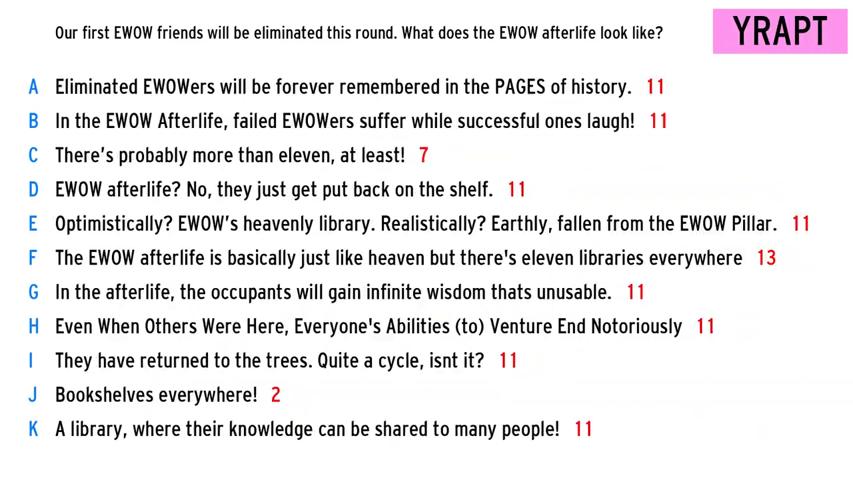 Our first EWOW friends will be eliminated this round. What does the EWOW afterlife look like?
YRAPT
A Eliminated EWOWers will be forever remembered in the PAGES of history. 11
B In the EWOW Afterlife, failed EWOWers suffer while successful ones laugh! 11
C There's probably more than eleven, at least! 7
D EWOW afterlife? No, they just get put back on the shelf. 11
E Optimistically? EWOW's heavenly library. Realistically? Earthly, fallen from the EWOW Pillar. 11
F The EWOW afterlife is basically just like heaven but there's eleven libraries everywhere 13
G In the afterlife, the occupants will gain infinite wisdom thats unusable. 11
H Even When Others Were Here, Everyone's Abilities (to) Venture End Notoriously 11
I They have returned to the trees. Quite a cycle, isnt it? 11
J Bookshelves everywhere! 2
K A library, where their knowledge can be shared to many people! 11